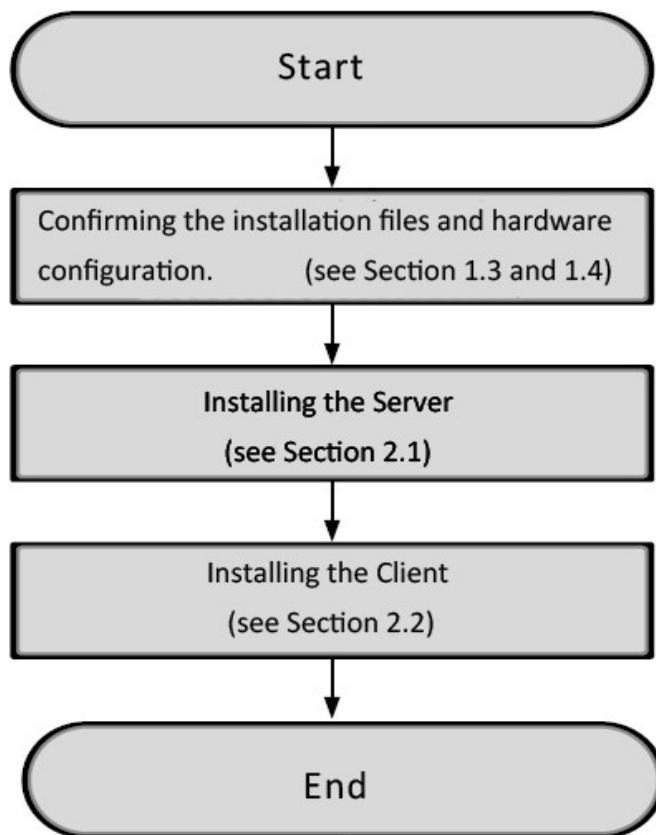 Start
Confirming the installation files and hardware
configuration. (see Section 1.3 and 1.4)
Installing the Server
(see Section 2.1)
Installing the Client
(see Section 2.2)
End